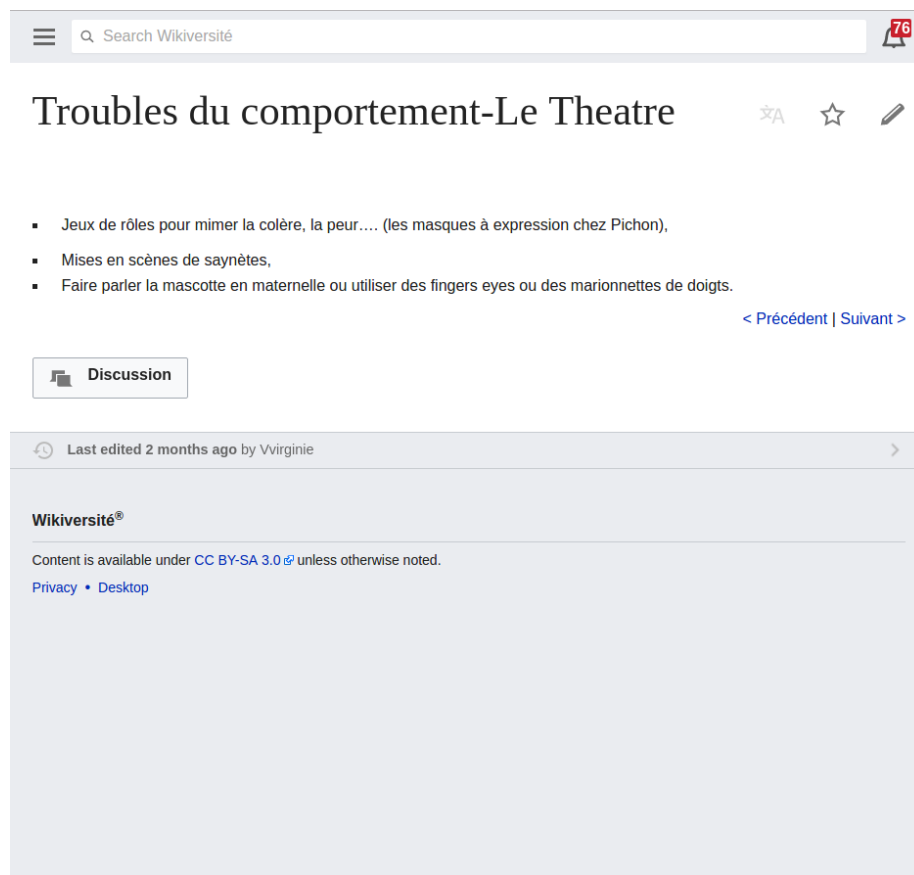 Search Wikiversité
76
Troubles du comportement-Le Theatre
Jeux de rôles pour mimer la colère, la peur…. (les masques à expression chez Pichon),
Mises en scènes de saynètes,
Faire parler la mascotte en maternelle ou utiliser des fingers eyes ou des marionnettes de doigts.
< Précédent | Suivant >
Discussion
Last edited 2 months ago by Vvirginie
Wikiversité®
Content is available under CC BY-SA 3.0 unless otherwise noted.
Privacy • Desktop